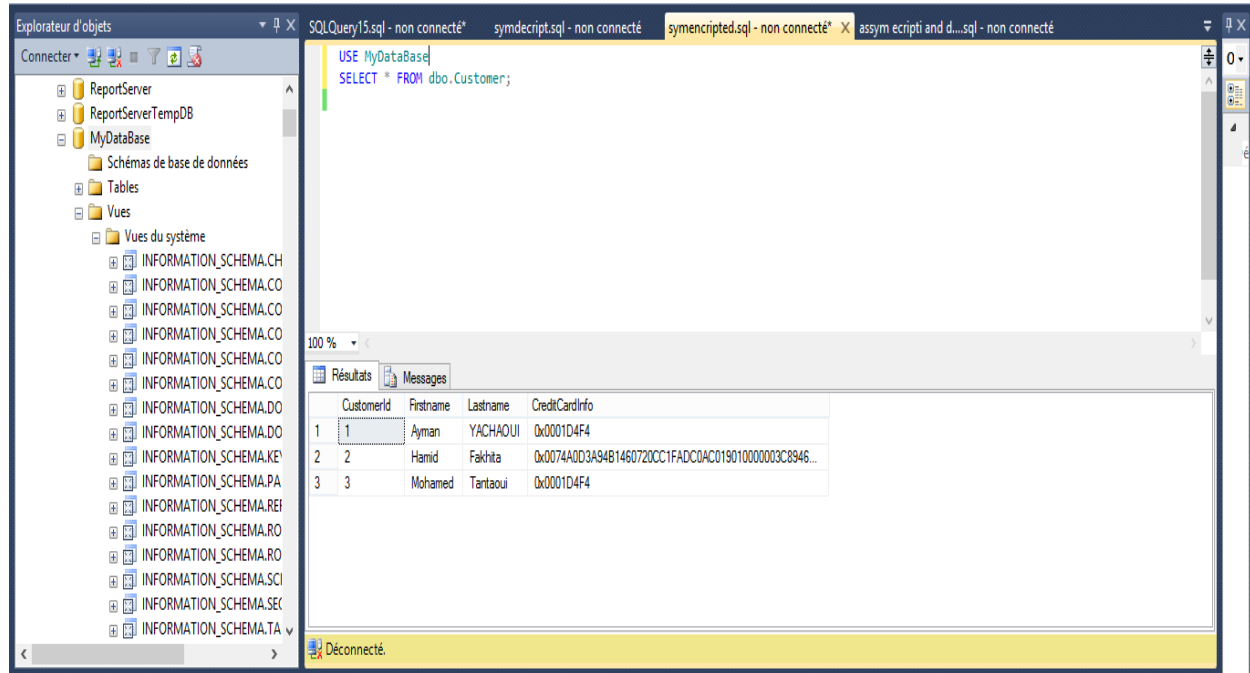 Explorateur d'objets
Connecter
ReportServer
ReportServerTempDB
MyDataBase
Schémas de base de données
Tables
Vues
Vues du système
INFORMATION_SCHEMA.CH
INFORMATION_SCHEMA.CO
INFORMATION_SCHEMA.CO
INFORMATION_SCHEMA.CO
INFORMATION_SCHEMA.CO
INFORMATION_SCHEMA.CO
INFORMATION_SCHEMA.DO
INFORMATION_SCHEMA.DO
INFORMATION_SCHEMA.KEY
INFORMATION_SCHEMA.PA
INFORMATION_SCHEMA.REF
INFORMATION_SCHEMA.RO
INFORMATION_SCHEMA.RO
INFORMATION_SCHEMA.SCI
INFORMATION_SCHEMA.SEC
INFORMATION_SCHEMA.TA
SQLQuery15.sql - non connecté* symdecript.sql - non connecté symencripted.sql - non connecté* X assym ecripti and d....sql - non connecté
USE MyDataBase
SELECT * FROM dbo.Customer;
100 %
Résultats Messages
CustomerId Firstname Lastname CreditCardInfo
1 1 Ayman YACHAOUI 0x0001D4F4
2 2 Hamid Fakhita 0x0074A0D3A94B1460720CC1FADC0AC019010000003C8946...
3 3 Mohamed Tantaoui 0x0001D4F4
Déconnecté.